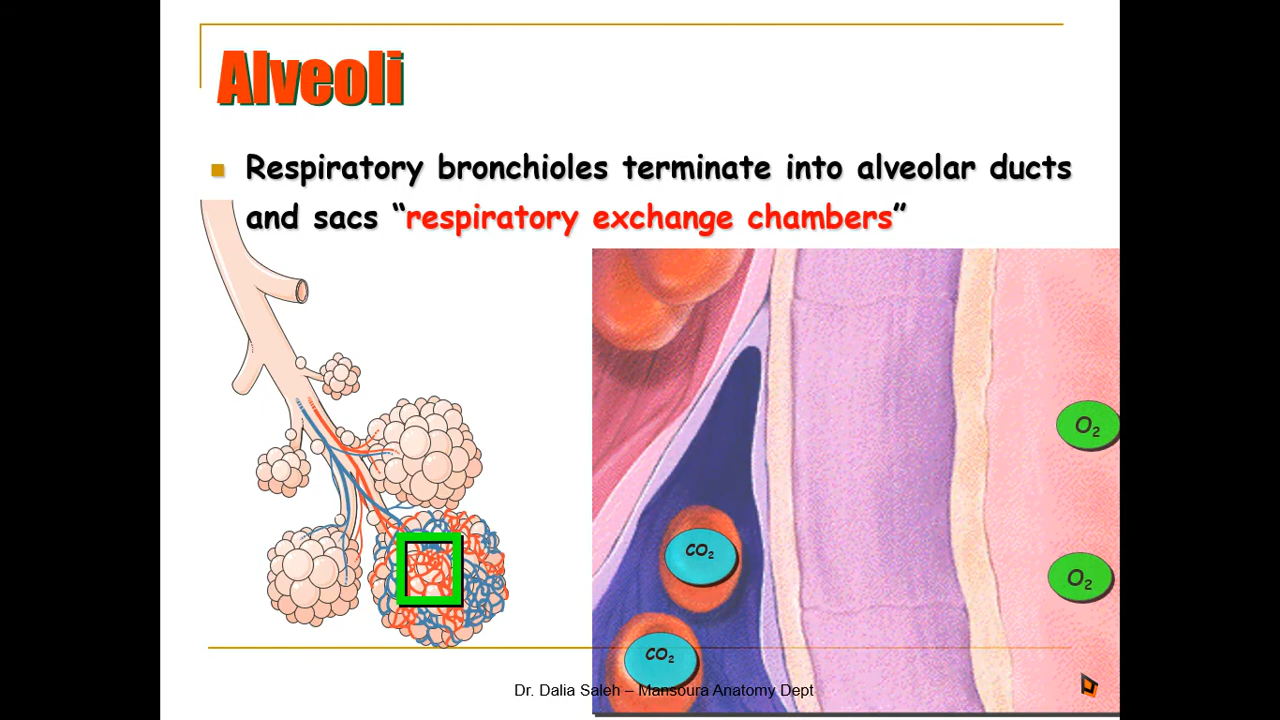 Alveoli
Respiratory bronchioles terminate into alveolar ducts
and sacs “respiratory exchange chambers”
O₂
CO₂
O₂
CO₂
Dr. Dalia Saleh – Mansoura Anatomy Dept